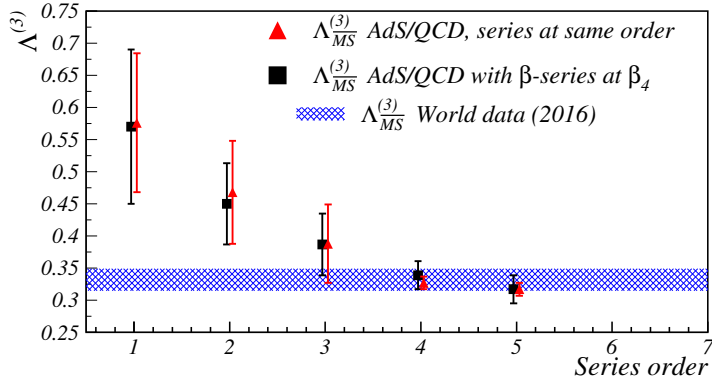 Λ^(3)
0.75
0.7
0.65
0.6
0.55
0.5
0.45
0.4
0.35
0.3
0.25
Λ^(3)_MS̅ AdS/QCD, series at same order
Λ^(3)_MS̅ AdS/QCD with β-series at β₄
Λ^(3)_MS̅ World data (2016)
1 2 3 4 5 6 7
Series order